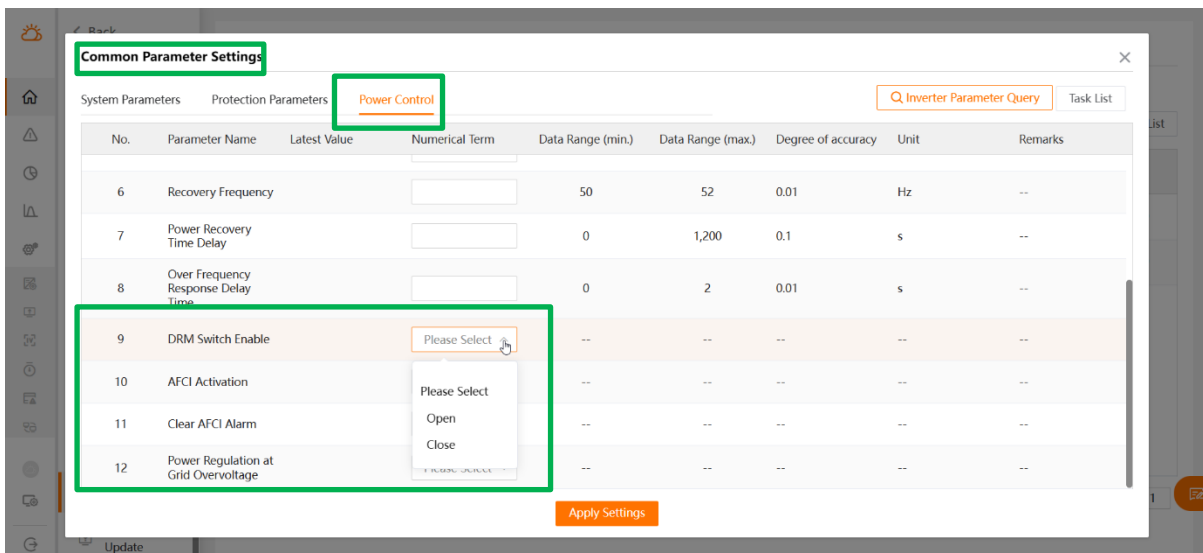 Back
Common Parameter Settings
System Parameters Protection Parameters Power Control Inverter Parameter Query Task List
List
No. Parameter Name Latest Value Numerical Term Data Range (min.) Data Range (max.) Degree of accuracy Unit Remarks
6 Recovery Frequency 50 52 0.01 Hz --
7 Power Recovery Time Delay 0 1,200 0.1 s --
8 Over Frequency Response Delay Time 0 2 0.01 s --
9 DRM Switch Enable Please Select -- -- -- -- --
10 AFCI Activation -- -- -- -- --
Please Select
11 Clear AFCI Alarm -- -- -- -- --
Open
Close
12 Power Regulation at Grid Overvoltage Please Select -- -- -- -- --
1
Apply Settings
Update